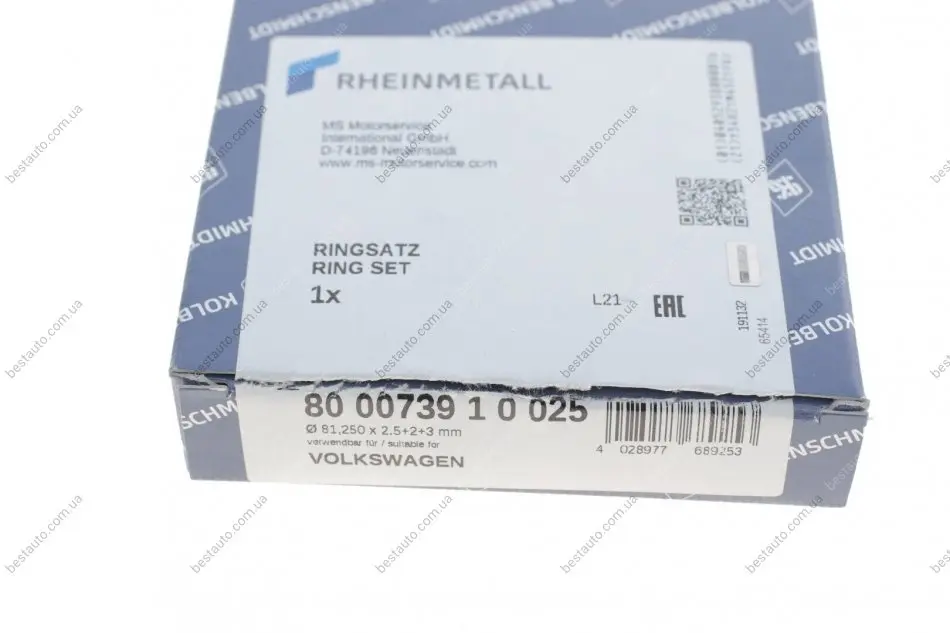 RHEINMETALL
MS Motorservice
International GmbH
D-74196 Neuenstadt
www.ms-motorservice.com
RINGSATZ
RING SET
1x
L21
EAC
191132
65414
80 00739 1 0 025
Ø 81,250 x 2.5+2+3 mm
verwendbar für / suitable for
VOLKSWAGEN
4 028977 689253
KOLBENSCHMIDT
bestauto.com.ua